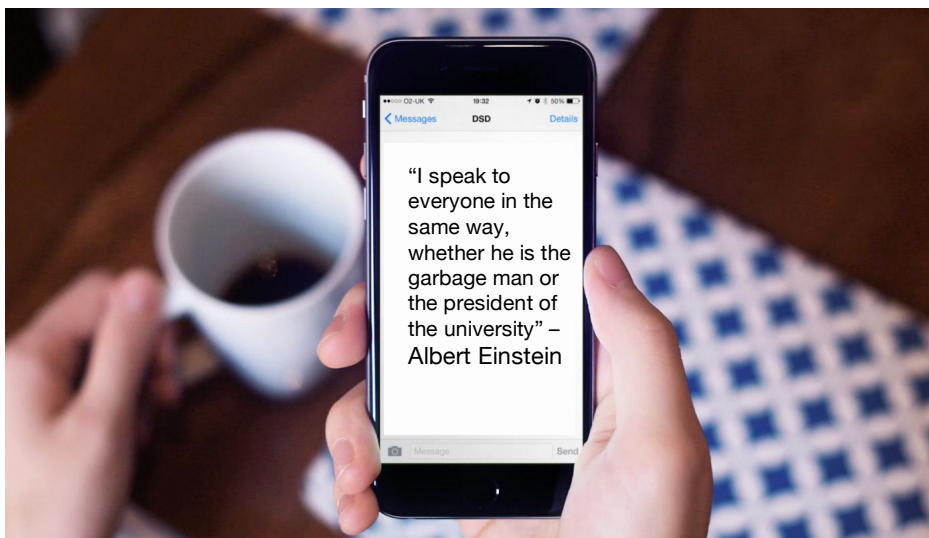 O2-UK 19:32 50%
Messages DSD Details
“I speak to
everyone in the
same way,
whether he is the
garbage man or
the president of
the university” –
Albert Einstein
Message Send